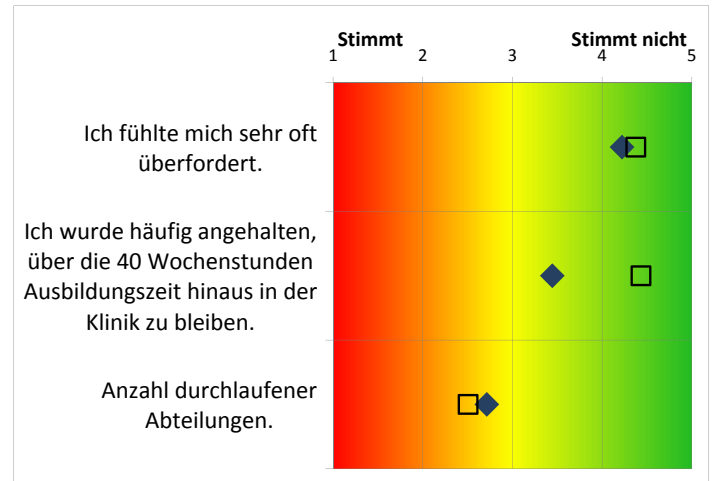 Stimmt Stimmt nicht
1 2 3 4 5
Ich fühlte mich sehr oft
überfordert.
Ich wurde häufig angehalten,
über die 40 Wochenstunden
Ausbildungszeit hinaus in der
Klinik zu bleiben.
Anzahl durchlaufener
Abteilungen.